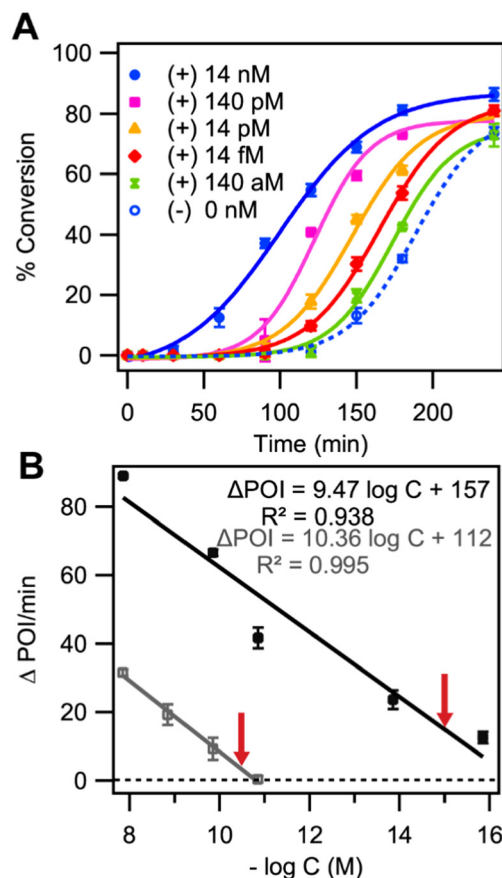 A
100
80
60
40
20
0
% Conversion
(+) 14 nM
(+) 140 pM
(+) 14 pM
(+) 14 fM
(+) 140 aM
(-) 0 nM
0
50
100
150
200
Time (min)
B
80
60
40
20
0
Δ POI/min
ΔPOI = 9.47 log C + 157
R² = 0.938
ΔPOI = 10.36 log C + 112
R² = 0.995
8
10
12
14
16
- log C (M)